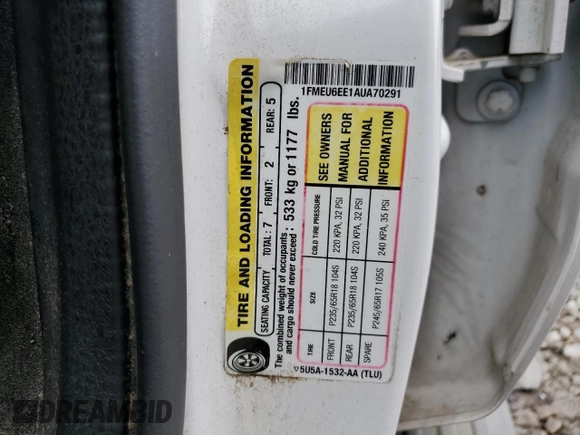 1FMEU6EE1AUA70291
TIRE AND LOADING INFORMATION
SEATING CAPACITY TOTAL: 7 FRONT: 2 REAR: 5
The combined weight of occupants
and cargo should never exceed : 533 kg or 1177 lbs.
TIRE SIZE COLD TIRE PRESSURE SEE OWNERS
FRONT P235/65R18 104S 220 KPA, 32 PSI MANUAL FOR
REAR P235/65R18 104S 220 KPA, 32 PSI ADDITIONAL
SPARE P245/65R17 105S 240 KPA, 35 PSI INFORMATION
5U5A-1532-AA (TLU)
DREAMBID